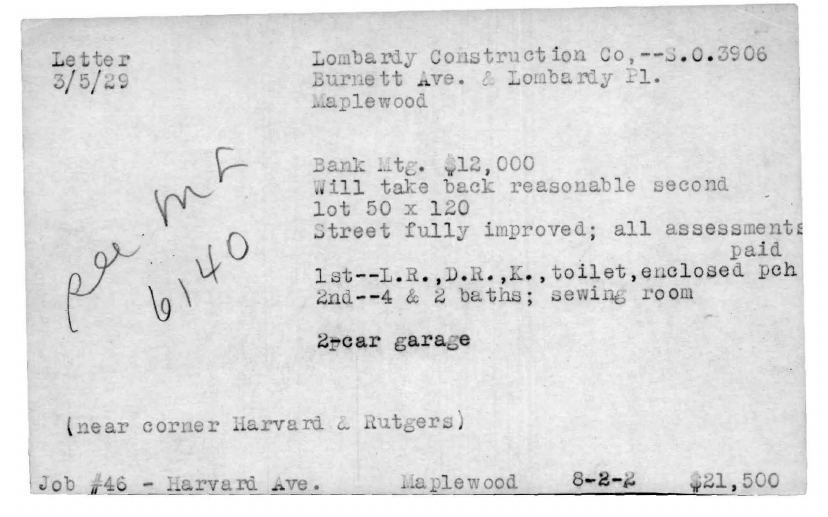 Letter
3/5/29
Lombardy Construction Co,--S.O.3906
Burnett Ave. & Lombardy Pl.
Maplewood
Bank Mtg. $12,000
Will take back reasonable second
lot 50 x 120
Street fully improved; all assessments
paid
1st--L.R.,D.R.,K.,toilet,enclosed pch
2nd--4 & 2 baths; sewing room
2-car garage
6140
(near corner Harvard & Rutgers)
Job #46 - Harvard Ave. Maplewood 8-2-2 $21,500